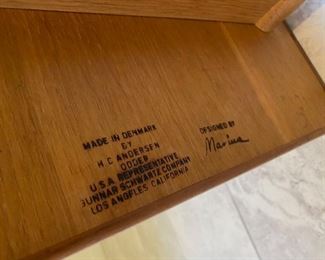 MADE IN DENMARK
BY
H.C ANDERSEN
ODDER
U.S.A REPRESENTATIVE
GUNNAR SCHWARTZ COMPANY
LOS ANGELES CALIFORNIA
DESIGNED BY
Marina